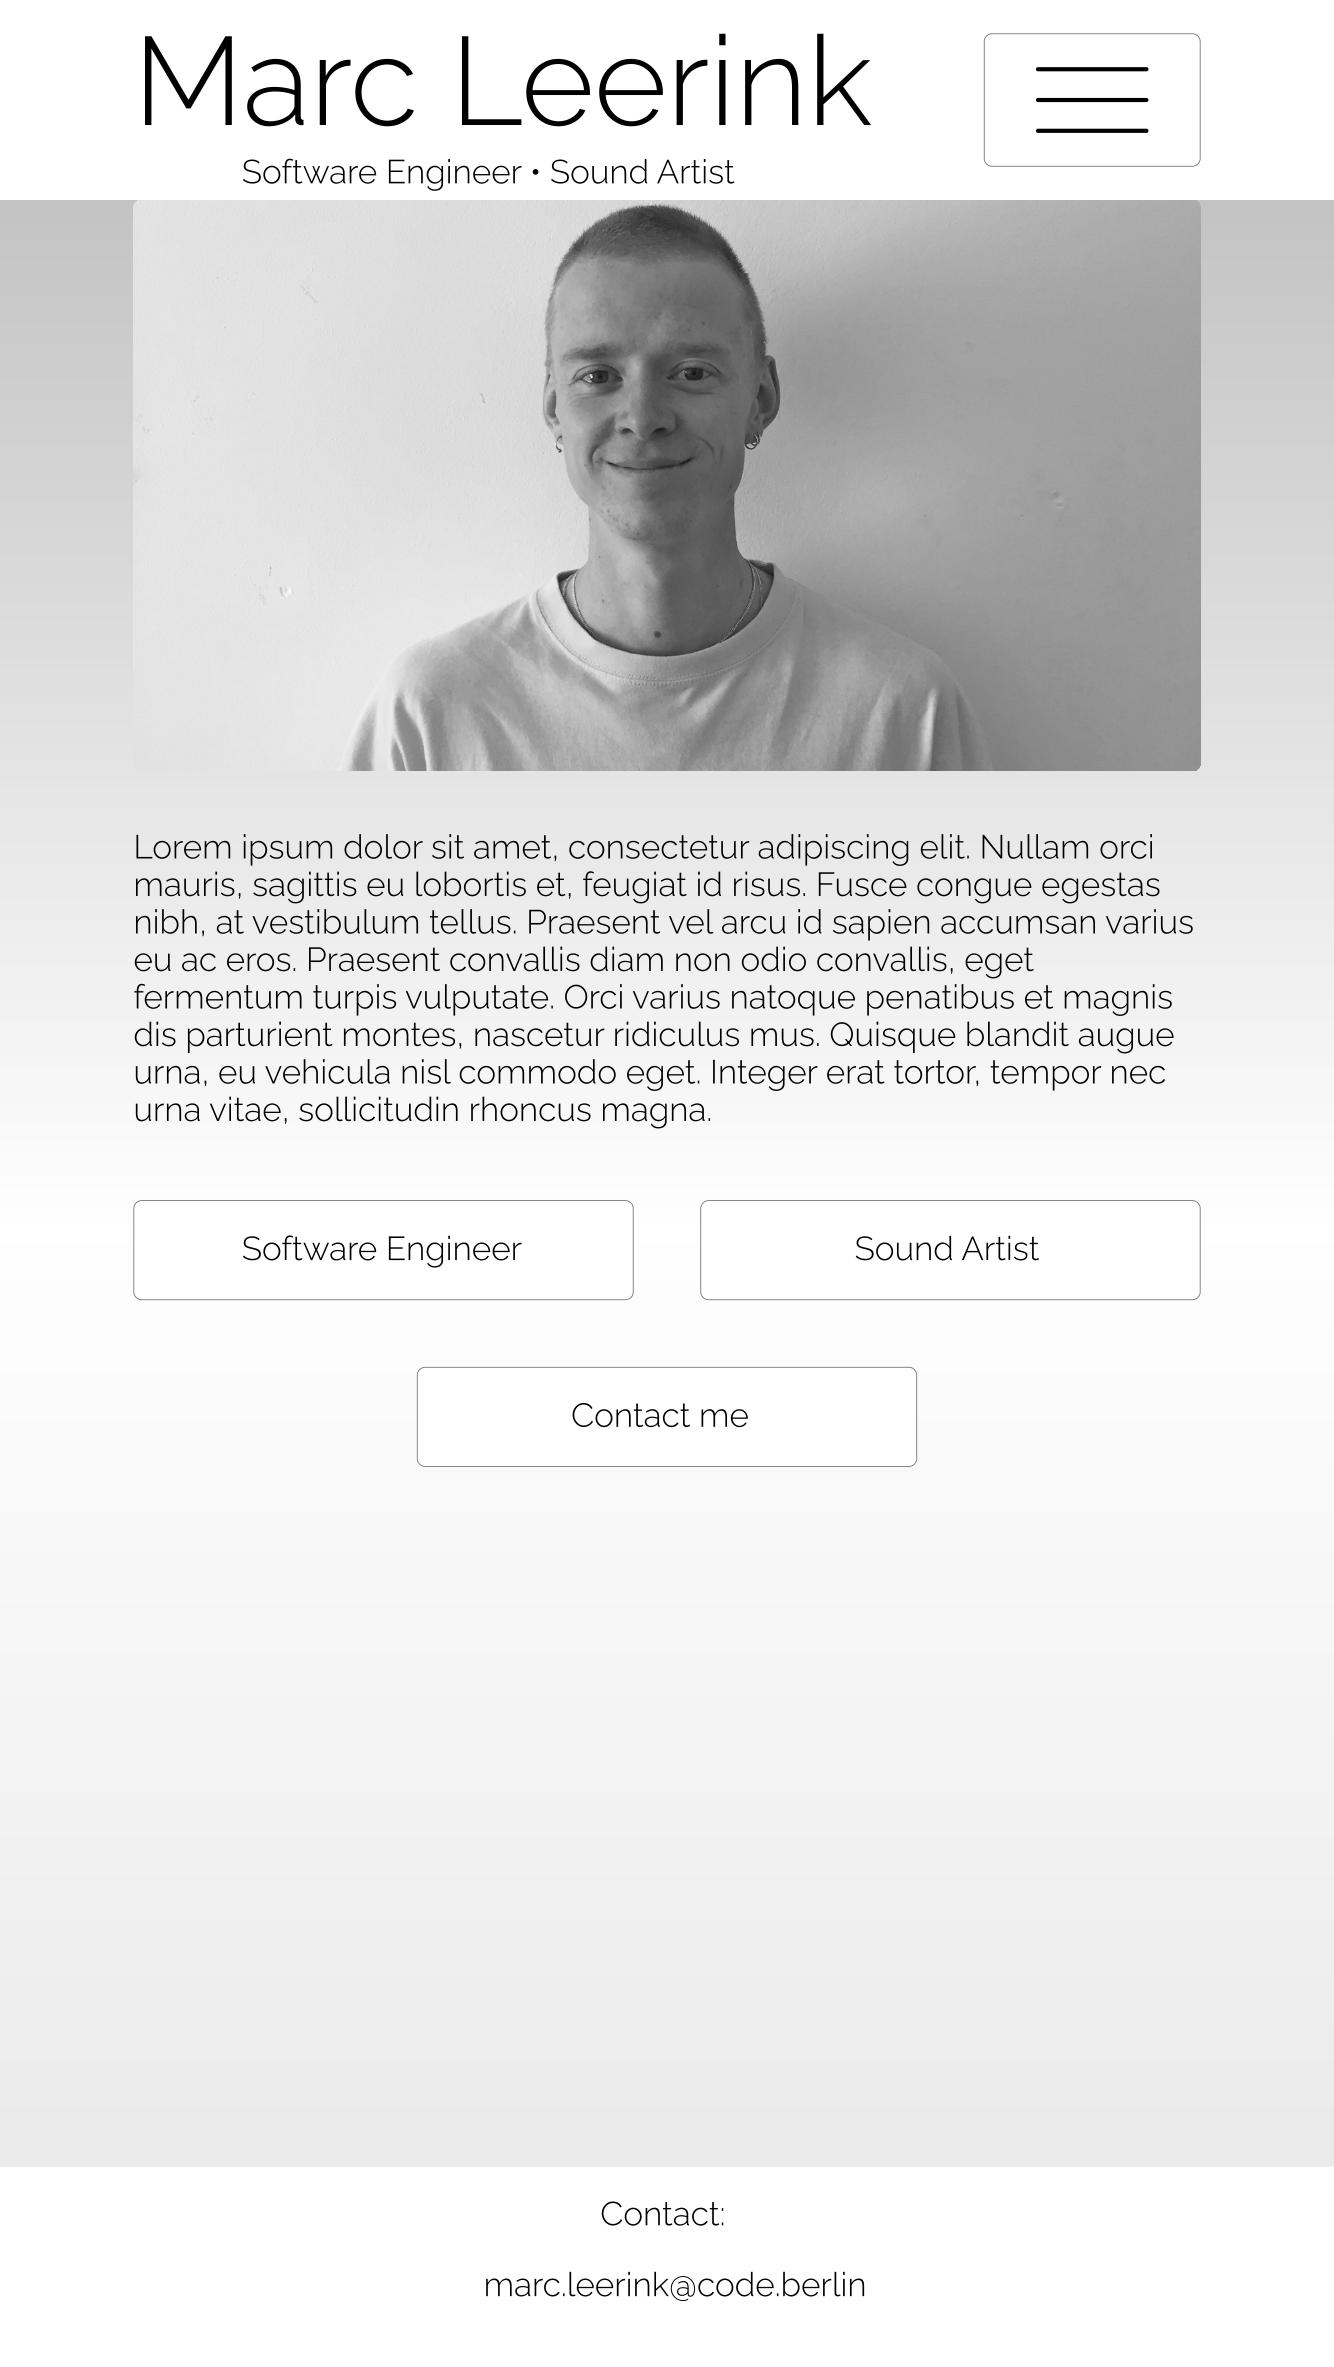 Marc Leerink
Software Engineer • Sound Artist
Lorem ipsum dolor sit amet, consectetur adipiscing elit. Nullam orci
mauris, sagittis eu lobortis et, feugiat id risus. Fusce congue egestas
nibh, at vestibulum tellus. Praesent vel arcu id sapien accumsan varius
eu ac eros. Praesent convallis diam non odio convallis, eget
fermentum turpis vulputate. Orci varius natoque penatibus et magnis
dis parturient montes, nascetur ridiculus mus. Quisque blandit augue
urna, eu vehicula nisl commodo eget. Integer erat tortor, tempor nec
urna vitae, sollicitudin rhoncus magna.
Software Engineer
Sound Artist
Contact me
Contact:
marc.leerink@code.berlin